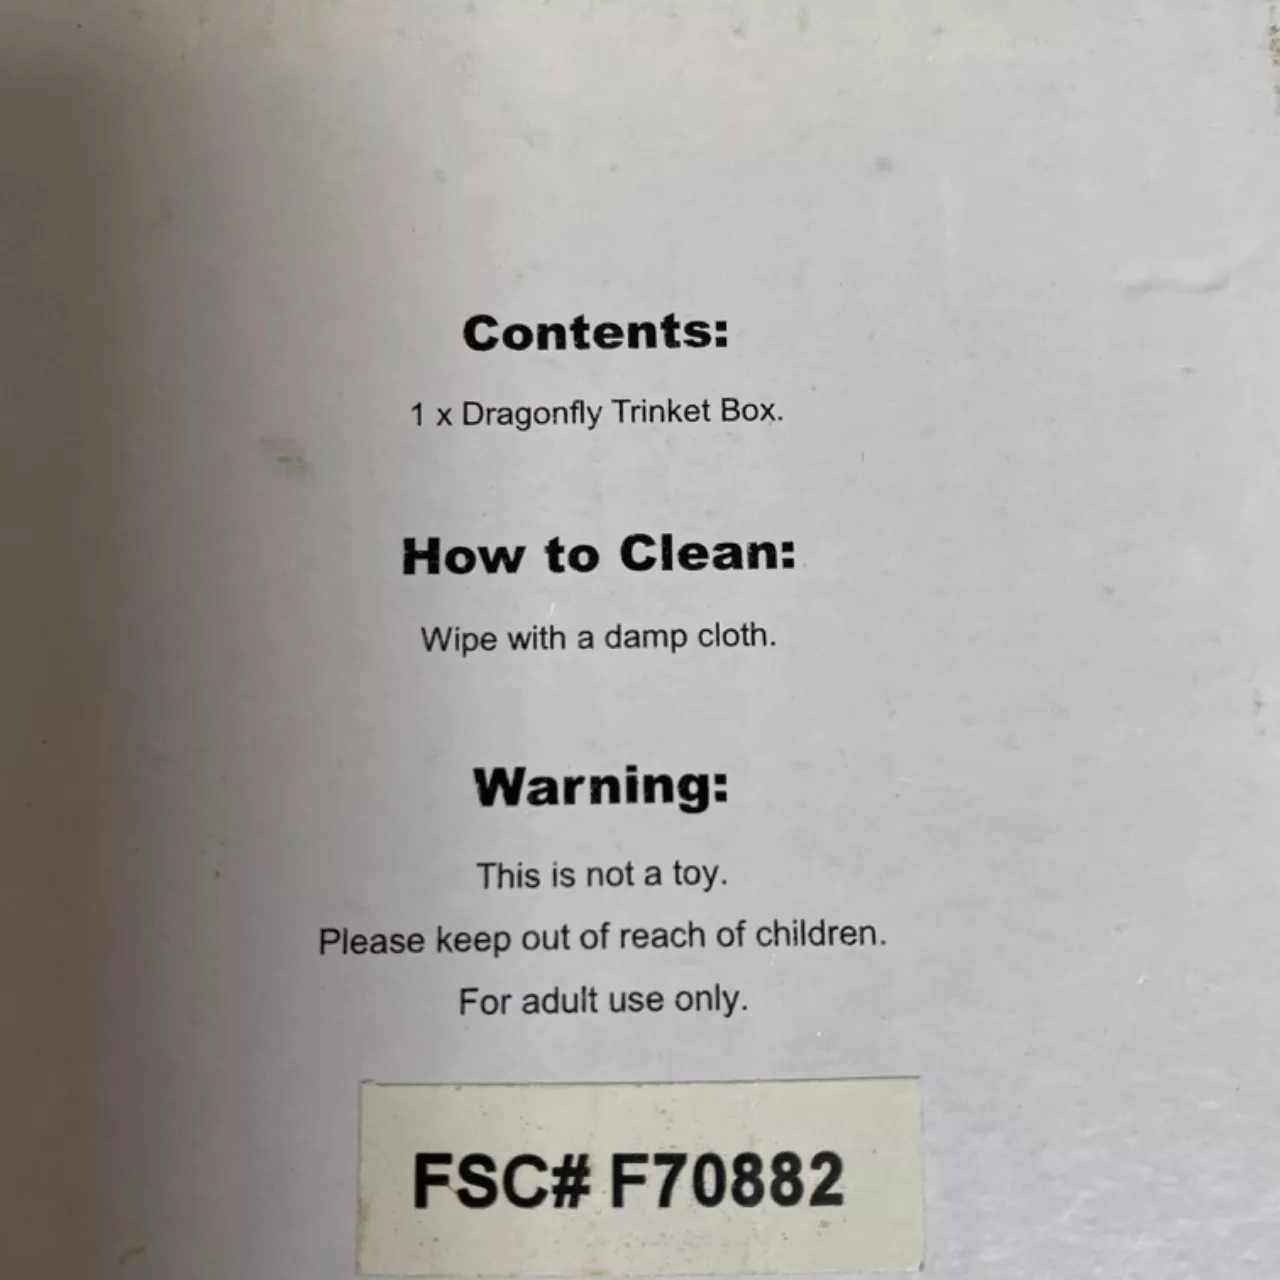 Contents:
1 x Dragonfly Trinket Box.
How to Clean:
Wipe with a damp cloth.
Warning:
This is not a toy.
Please keep out of reach of children.
For adult use only.
FSC# F70882